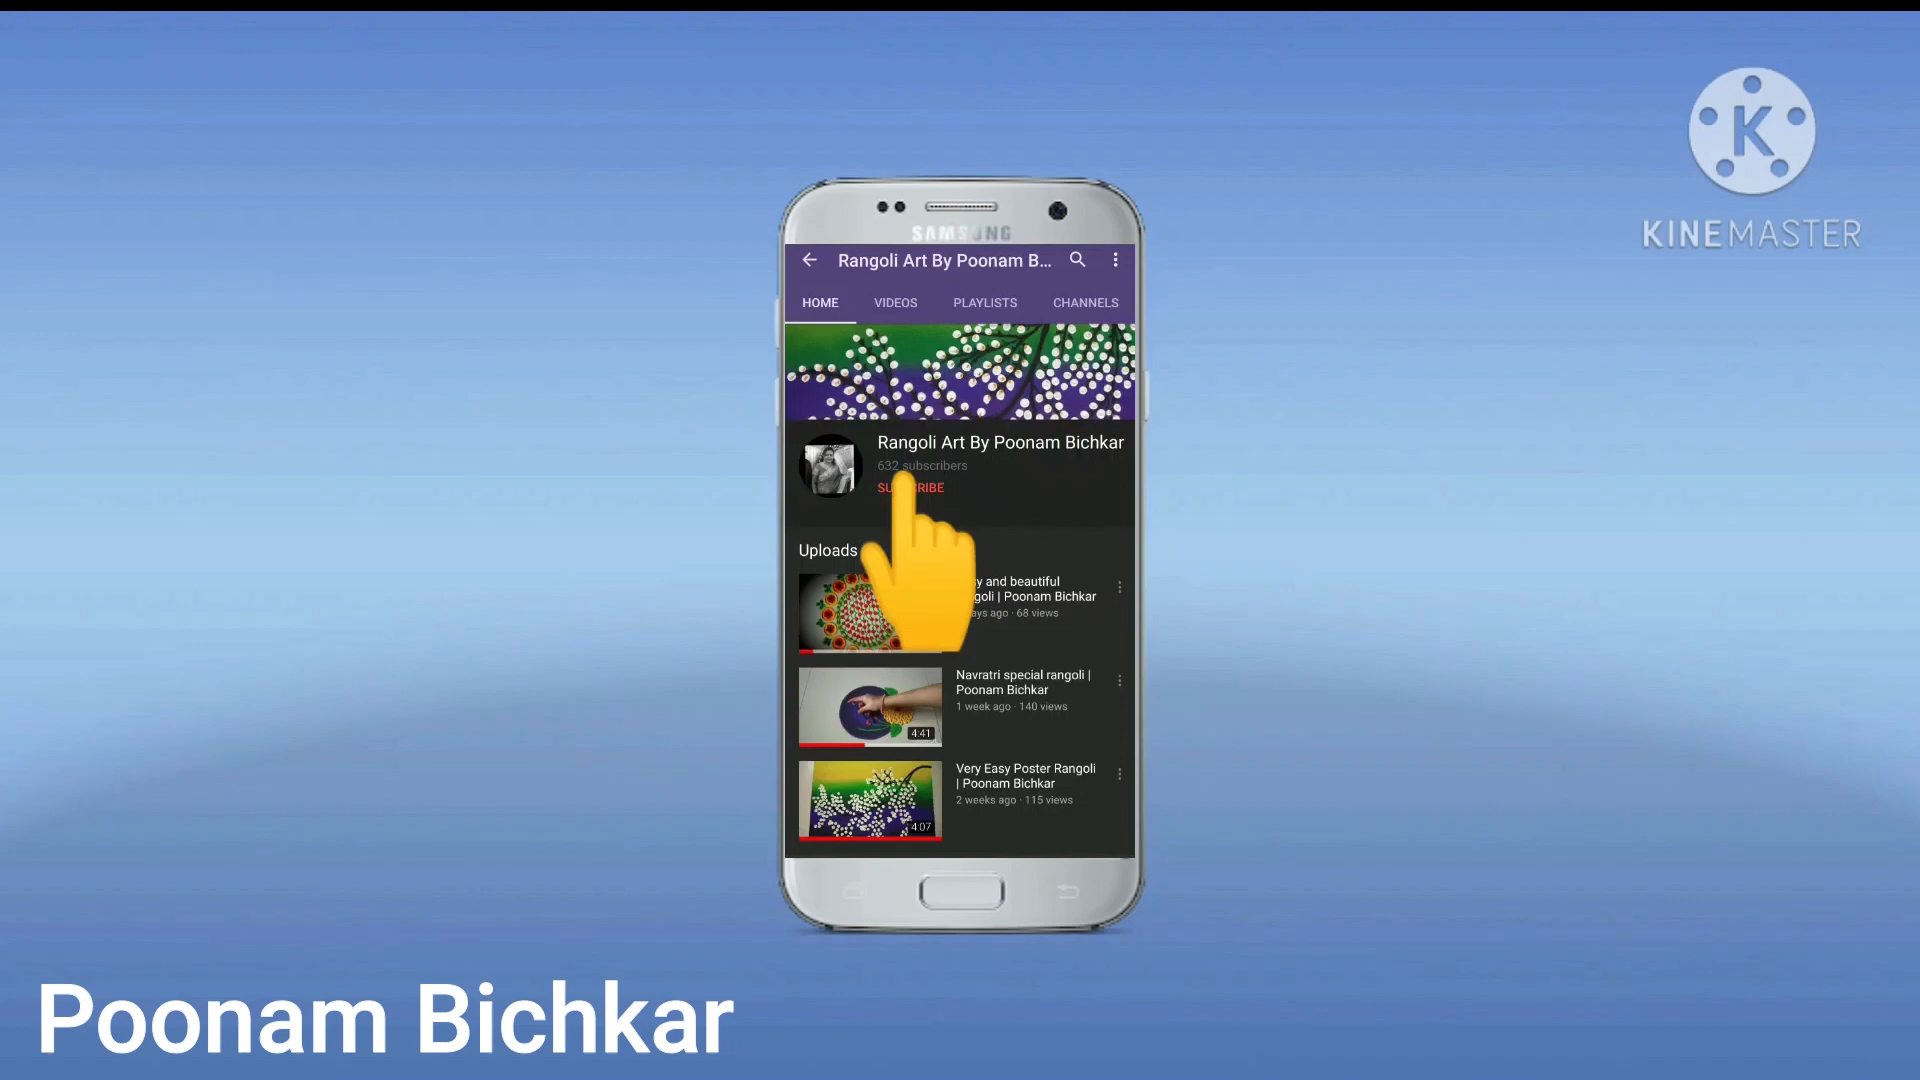 KINEMASTER
SAMSUNG
Rangoli Art By Poonam B...
HOME VIDEOS PLAYLISTS CHANNELS
Rangoli Art By Poonam Bichkar
632 subscribers
Uploads
and beautiful
| Poonam Bichkar
ago · 68 views
Navratri special rangoli |
Poonam Bichkar
1 week ago · 140 views
4:41
Very Easy Poster Rangoli
| Poonam Bichkar
2 weeks ago · 115 views
4:07
Poonam Bichkar